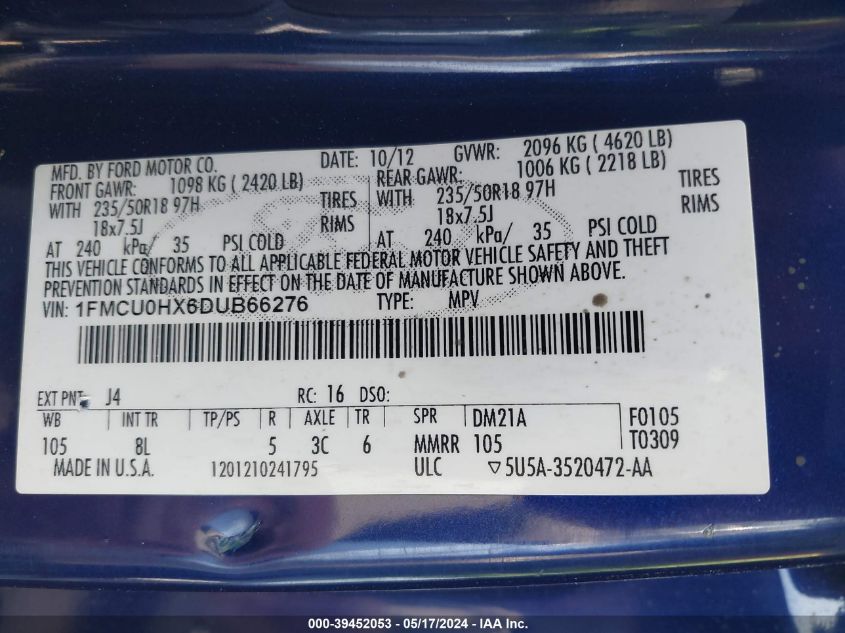 MFD. BY FORD MOTOR CO. DATE: 10/12 GVWR: 2096 KG ( 4620 LB)
FRONT GAWR: 1098 KG ( 2420 LB) REAR GAWR: 1006 KG ( 2218 LB)
WITH 235/50R18 97H TIRES WITH 235/50R18 97H TIRES
18x7.5J RIMS 18x7.5J RIMS
AT 240 kPa/ 35 PSI COLD AT 240 kPa/ 35 PSI COLD
THIS VEHICLE CONFORMS TO ALL APPLICABLE FEDERAL MOTOR VEHICLE SAFETY AND THEFT
PREVENTION STANDARDS IN EFFECT ON THE DATE OF MANUFACTURE SHOWN ABOVE.
VIN: 1FMCU0HX6DUB66276 TYPE: MPV
EXT PNT: J4 RC: 16 DSO:
WB INT TR TP/PS R AXLE TR SPR DM21A F0105
105 8L 5 3C 6 MMRR 105 T0309
MADE IN U.S.A. 1201210241795 ULC ▽5U5A-3520472-AA
000-39452053 / 05/17/2024 / IAA Inc.